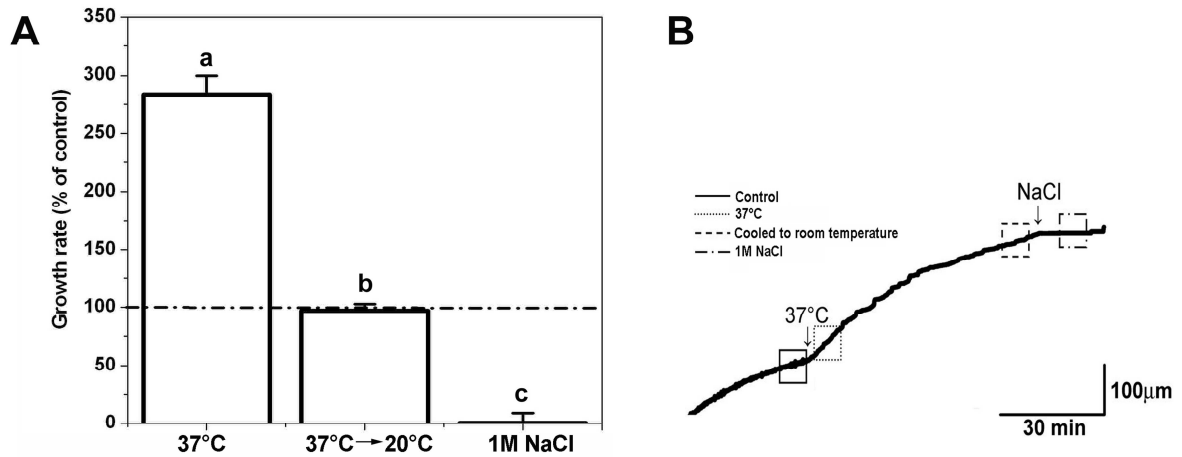 A
350
300
250
200
150
100
50
0
Growth rate (% of control)
a
b
c
37°C
37°C→20°C
1M NaCl
B
Control
37°C
Cooled to room temperature
1M NaCl
37°C
NaCl
100µm
30 min